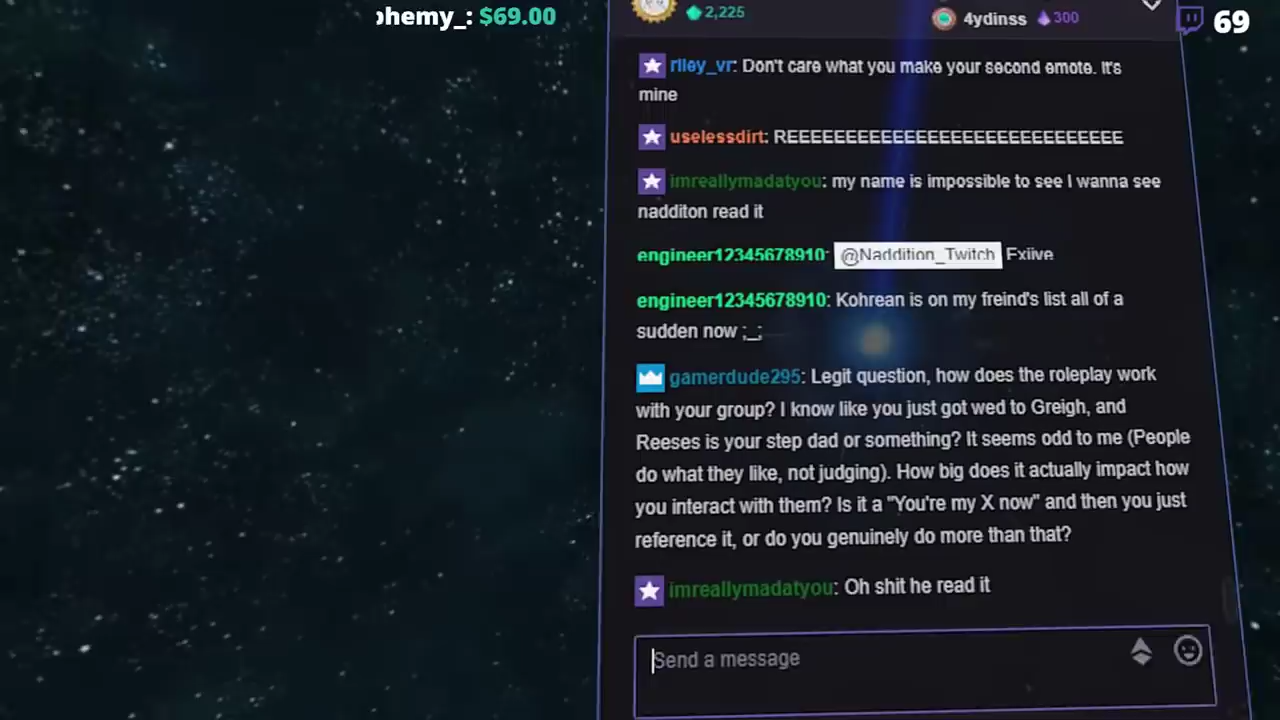 ohemy_: $69.00
2,225
4ydinss 300
69
riley_vr: Don't care what you make your second emote. It's
mine
uselessdirt: REEEEEEEEEEEEEEEEEEEEEEEEEEEEE
imreallymadatyou: my name is impossible to see I wanna see
nadditon read it
engineer12345678910: @Naddition_Twitch Fxiive
engineer12345678910: Kohrean is on my freind's list all of a
sudden now ;_;
gamerdude295: Legit question, how does the roleplay work
with your group? I know like you just got wed to Greigh, and
Reeses is your step dad or something? It seems odd to me (People
do what they like, not judging). How big does it actually impact how
you interact with them? Is it a "You're my X now" and then you just
reference it, or do you genuinely do more than that?
imreallymadatyou: Oh shit he read it
Send a message